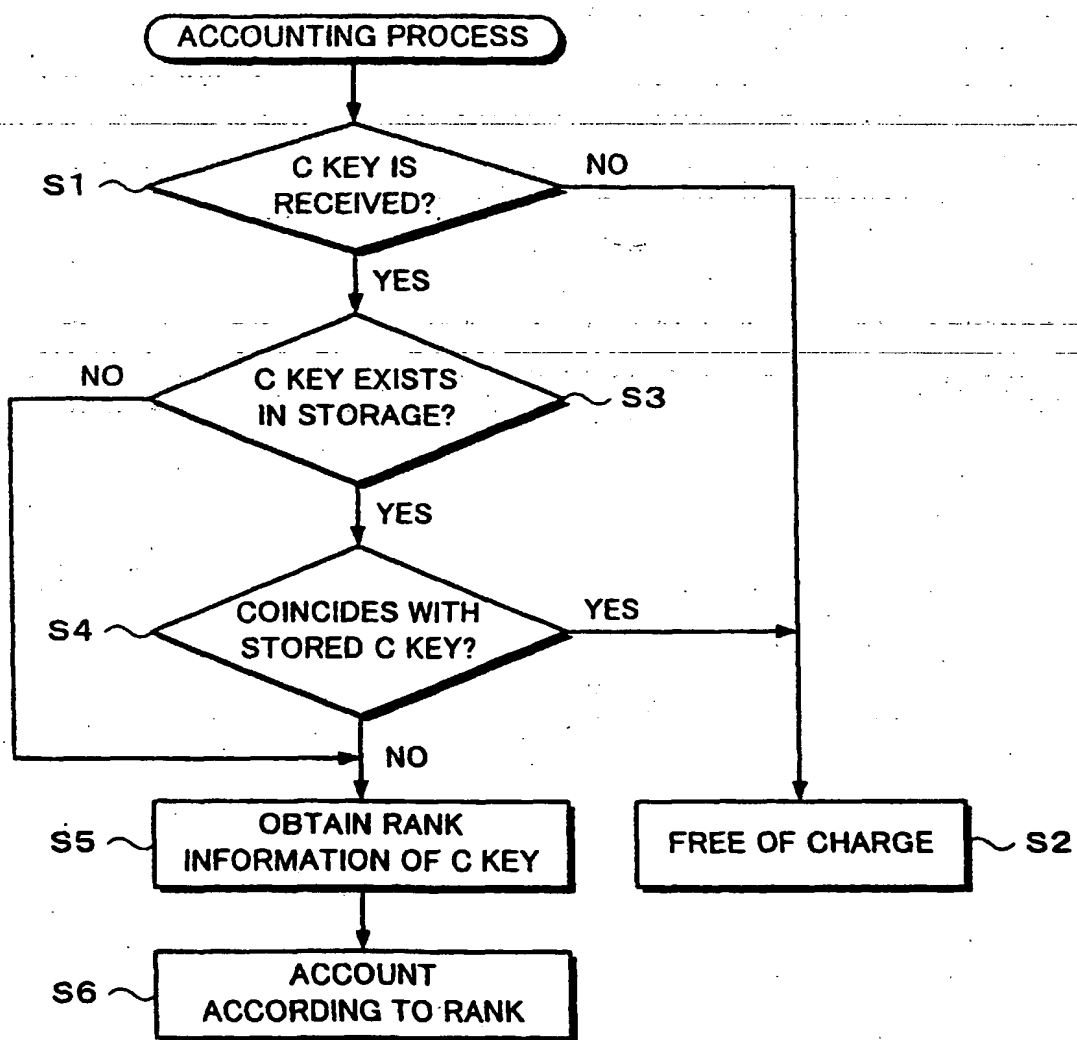 ACCOUNTING PROCESS
S1
C KEY IS
RECEIVED?
NO
YES
NO
C KEY EXISTS
IN STORAGE?
S3
YES
S4
COINCIDES WITH
STORED C KEY?
YES
NO
S5
OBTAIN RANK
INFORMATION OF C KEY
FREE OF CHARGE
S2
S6
ACCOUNT
ACCORDING TO RANK